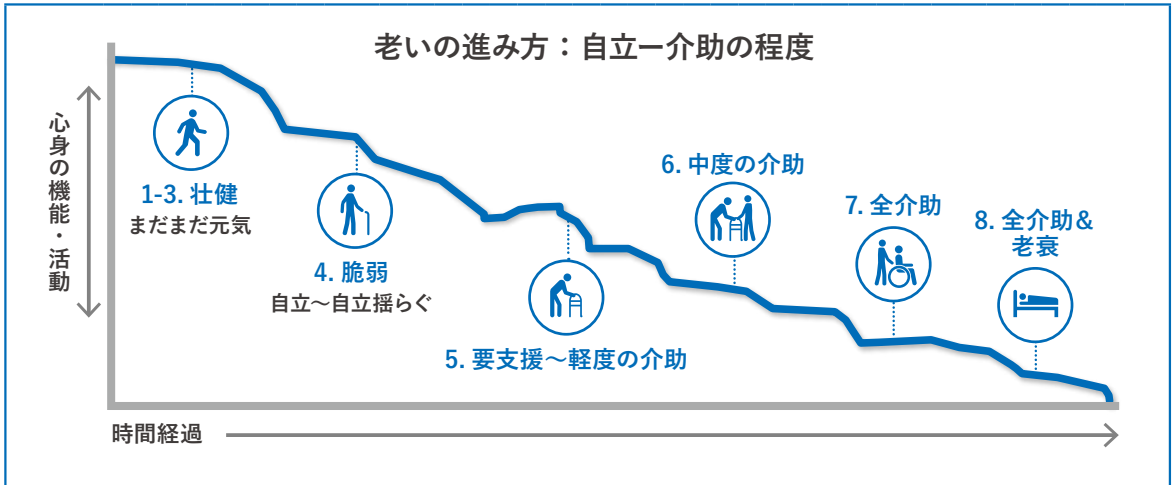 老いの進み方：自立ー介助の程度
心身の機能・活動
1-3. 壮健
まだまだ元気
4. 脆弱
自立〜自立揺らぐ
5. 要支援〜軽度の介助
6. 中度の介助
7. 全介助
8. 全介助&
老衰
時間経過